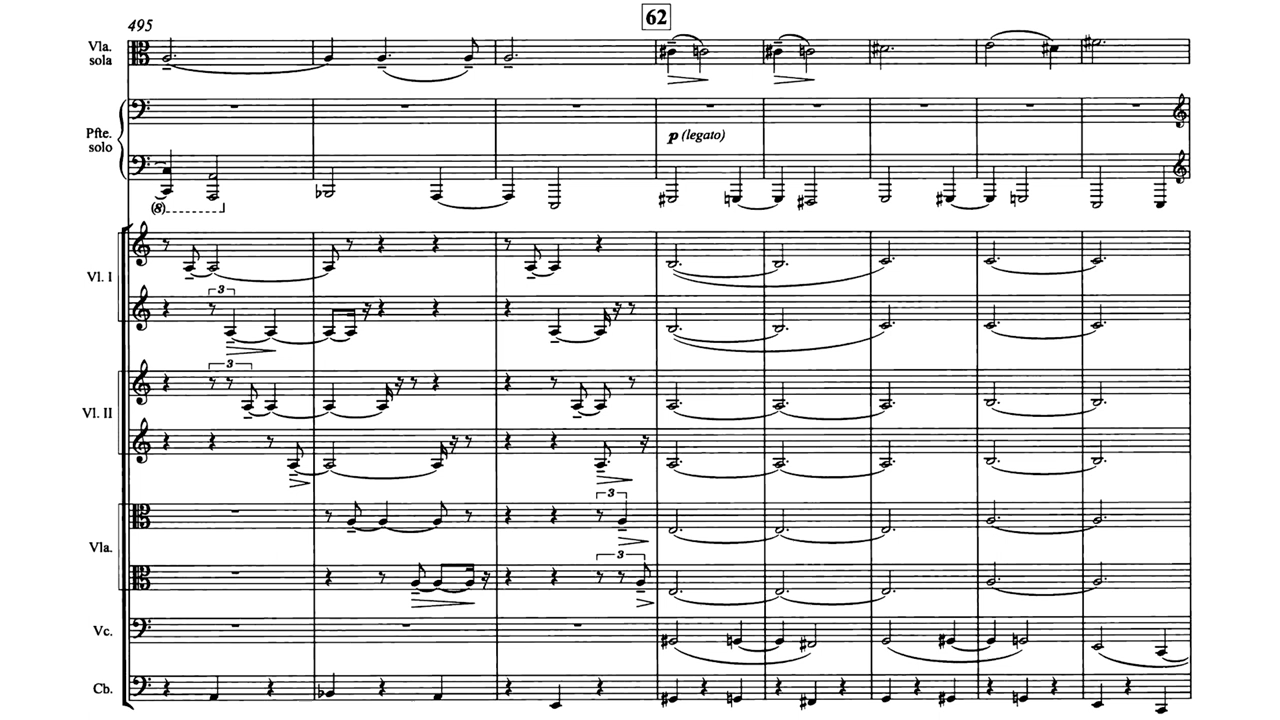 495
62
Vla.
sola
Pfte.
solo
p (legato)
(8)
Vl. I
3
3
Vl. II
3
Vla.
3
Vc.
Cb.